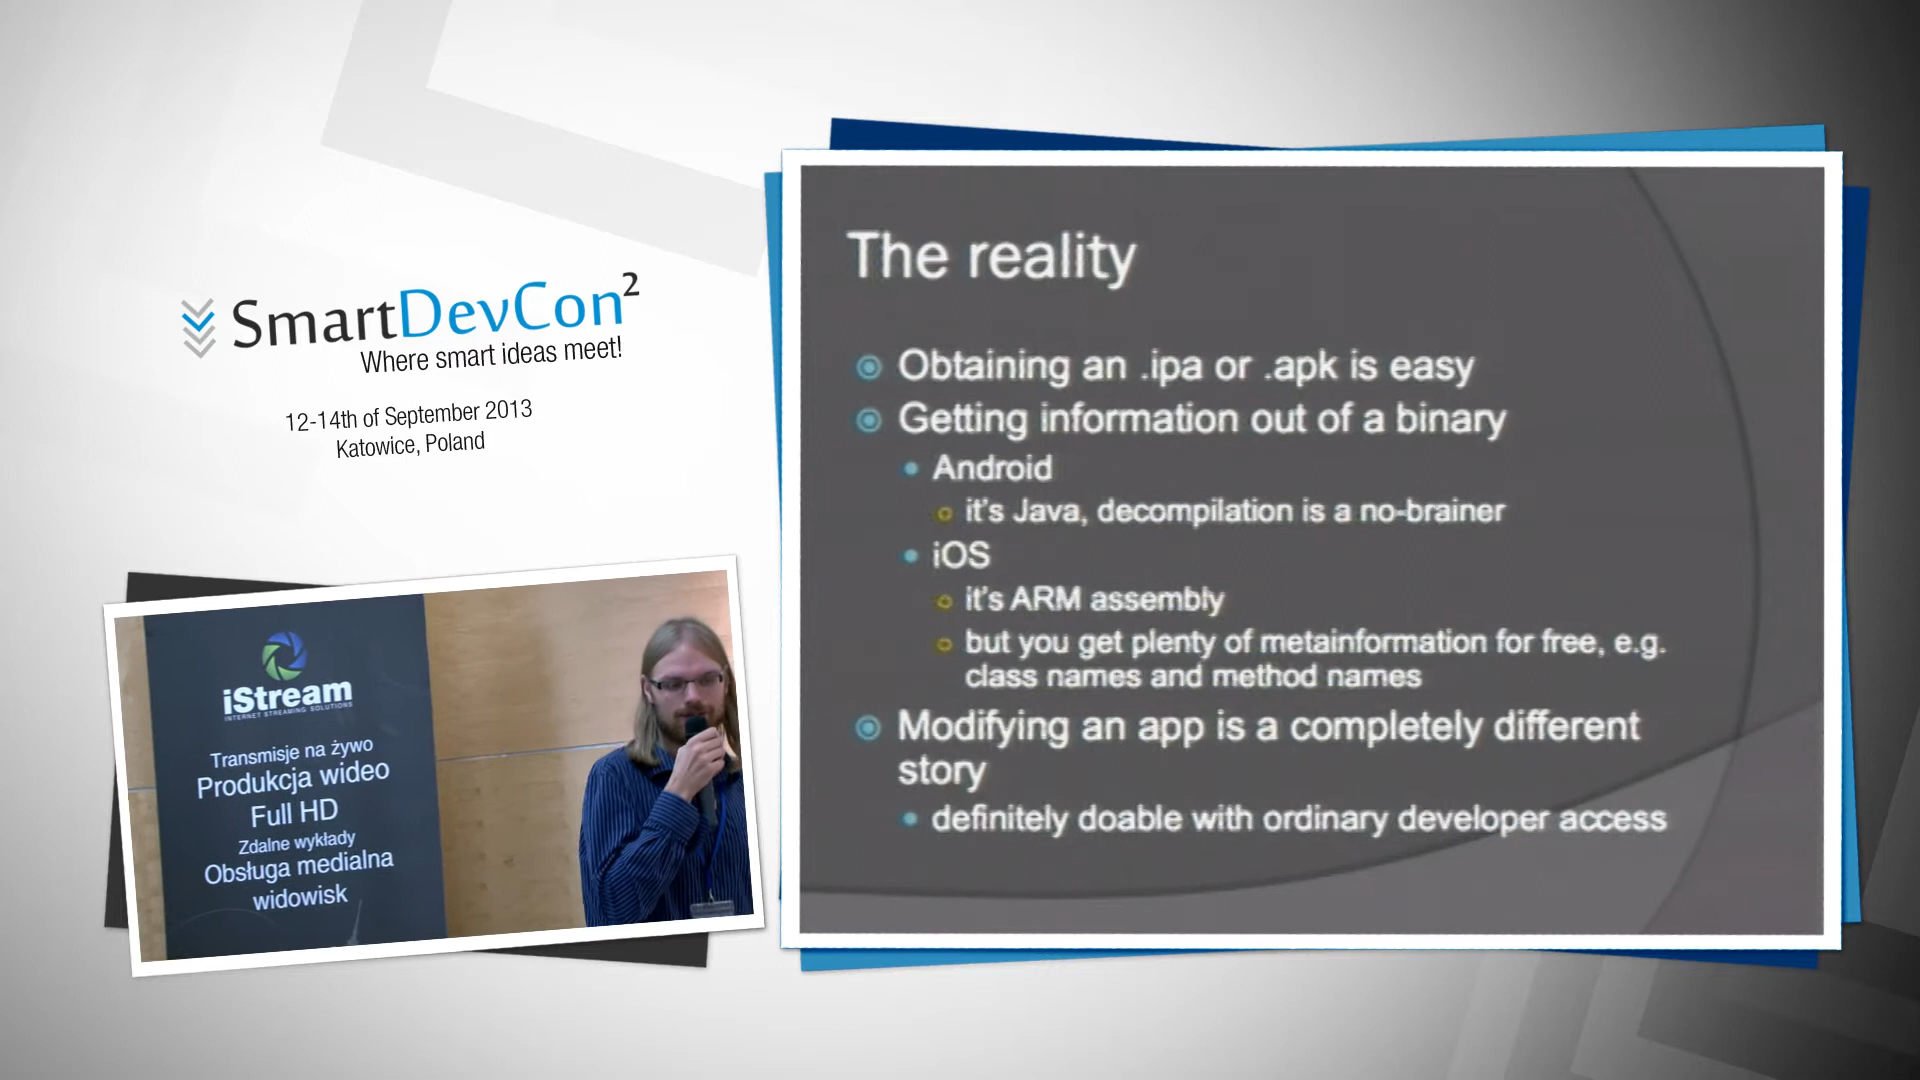 SmartDevCon²
Where smart ideas meet!
12-14th of September 2013
Katowice, Poland
iStream
INTERNET STREAMING SOLUTIONS
Transmisje na żywo
Produkcja wideo
Full HD
Zdalne wykłady
Obsługa medialna
widowisk
The reality
Obtaining an .ipa or .apk is easy
Getting information out of a binary
Android
it's Java, decompilation is a no-brainer
iOS
it's ARM assembly
but you get plenty of metainformation for free, e.g.
class names and method names
Modifying an app is a completely different
story
definitely doable with ordinary developer access